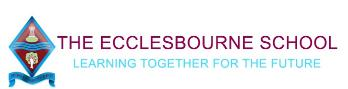 THE ECCLESBOURNE SCHOOL
LEARNING TOGETHER FOR THE FUTURE